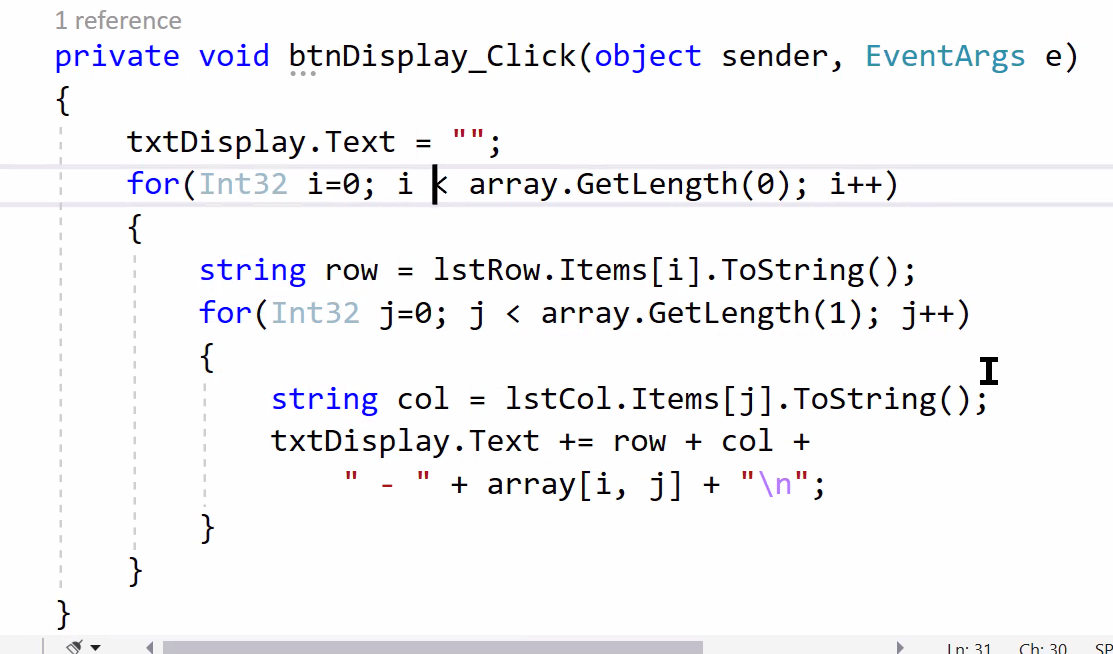 1 reference
private void btnDisplay_Click(object sender, EventArgs e)
{
    txtDisplay.Text = "";
    for(Int32 i=0; i < array.GetLength(0); i++)
    {
        string row = lstRow.Items[i].ToString();
        for(Int32 j=0; j < array.GetLength(1); j++)
        {
            string col = lstCol.Items[j].ToString();
            txtDisplay.Text += row + col +
                " - " + array[i, j] + "\n";
        }
    }
}
Ln: 31 Ch: 30 SP